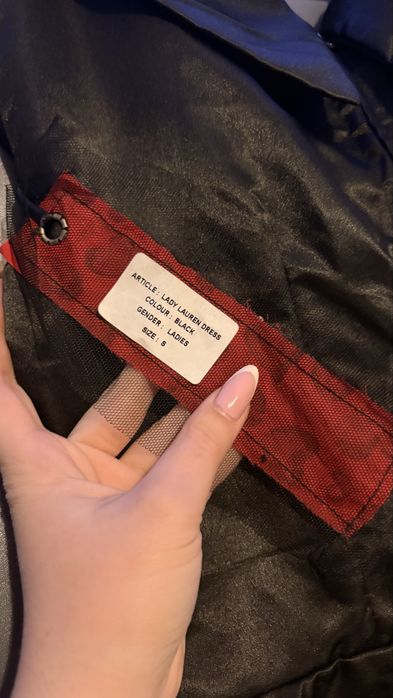 ARTICLE : LADY LAUREN DRESS
COLOUR : BLACK
GENDER : LADIES
SIZE : S